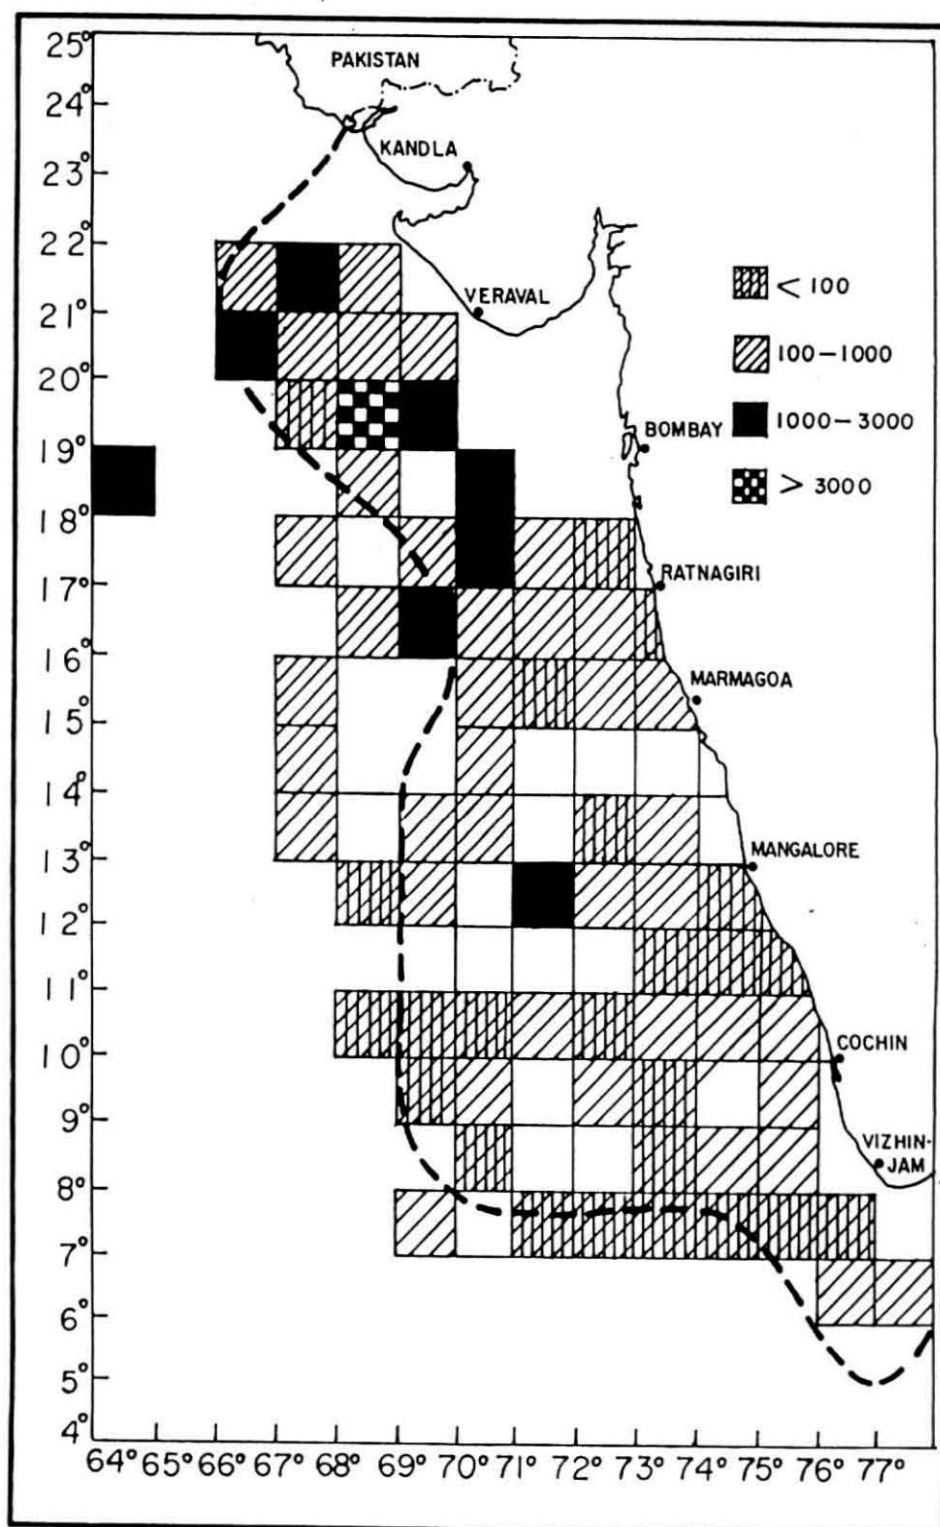 25°
PAKISTAN
24°
KANDLA
23°
22°
< 100
VERAVAL
21°
100-1000
20°
1000-3000
BOMBAY
19°
> 3000
18°
RATNAGIRI
17°
16°
MARMAGOA
15°
14°
MANGALORE
13°
12°
11°
COCHIN
10°
9°
VIZHIN-
JAM
8°
7°
6°
5°
4°
64° 65° 66° 67° 68° 69° 70° 71° 72° 73° 74° 75° 76° 77°